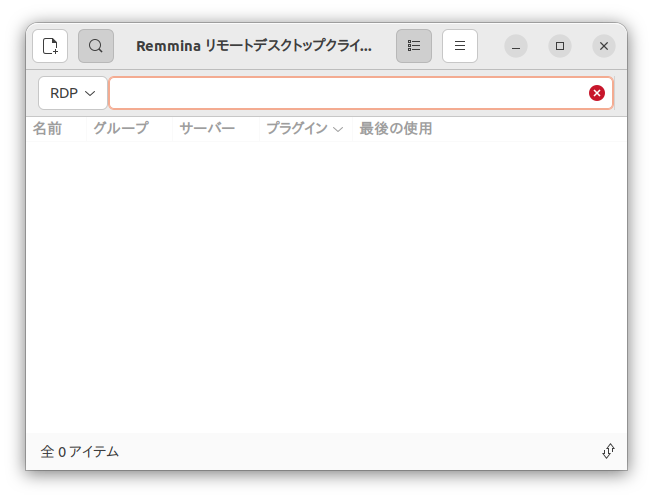 Remmina リモートデスクトップクライ...
RDP
名前 グループ サーバー プラグイン 最後の使用
全 0 アイテム